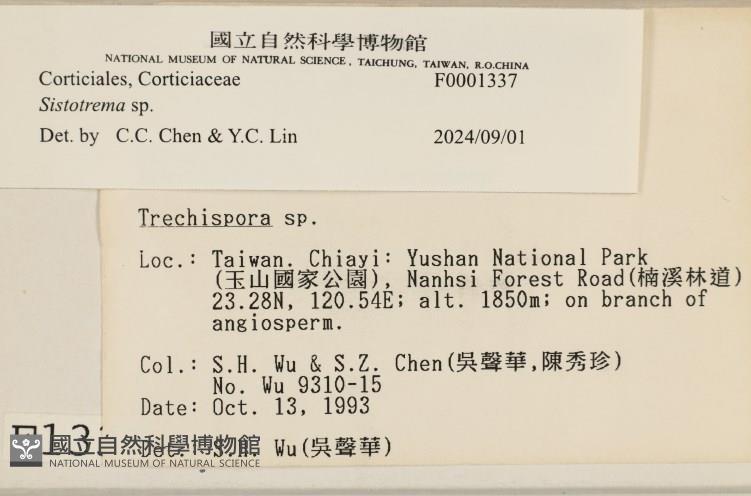 國立自然科學博物館
NATIONAL MUSEUM OF NATURAL SCIENCE, TAICHUNG, TAIWAN, R.O.CHINA
Corticiales, Corticiaceae F0001337
Sistotrema sp.
Det. by C.C. Chen & Y.C. Lin 2024/09/01
Trechispora sp.
Loc.: Taiwan. Chiayi: Yushan National Park
(玉山國家公園), Nanhsi Forest Road(楠溪林道)
23.28N, 120.54E; alt. 1850m; on branch of
angiosperm.
Col.: S.H. Wu & S.Z. Chen(吳聲華,陳秀珍)
No. Wu 9310-15
Date: Oct. 13, 1993
Det.: S.H. Wu(吳聲華)
國立自然科學博物館
NATIONAL MUSEUM OF NATURAL SCIENCE